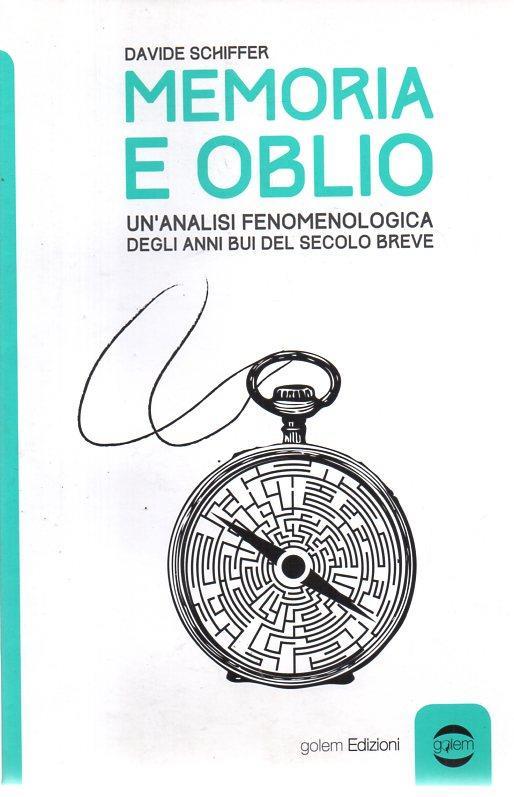 DAVIDE SCHIFFER
MEMORIA
E OBLIO
UN'ANALISI FENOMENOLOGICA
DEGLI ANNI BUI DEL SECOLO BREVE
golem Edizioni
golem